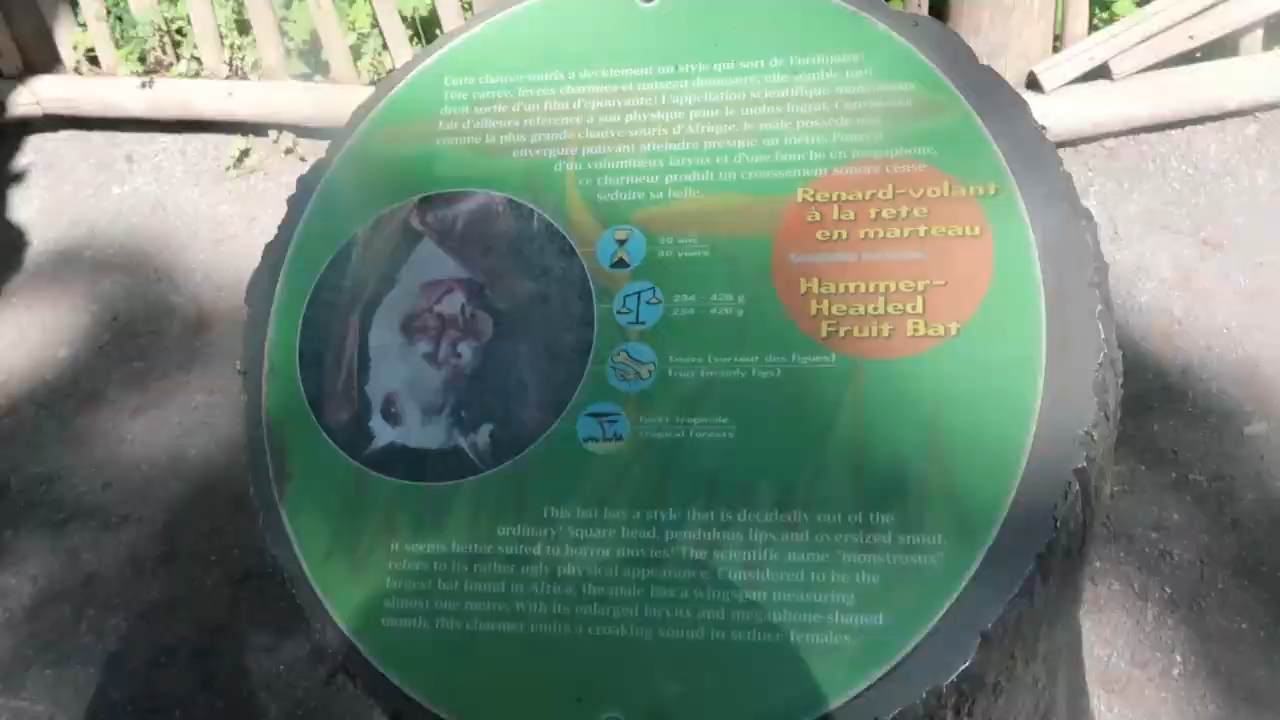 Cette chauve-souris a décidément un style qui sort de l'ordinaire!
Tête carrée, lèvres charnues et museau démesuré, elle semble tout
droit sortie d'un film d'épouvante! L'appellation scientifique
fait d'ailleurs référence à son physique pour le moins ingrat. Considérée
comme la plus grande chauve-souris d'Afrique, le mâle possède une
envergure pouvant atteindre presque un mètre. Pourvu
d'un volumineux larynx et d'une bouche en mégaphone,
ce charmeur produit un croassement sonore censé
séduire sa belle.
Renard-volant
à la tete
en marteau
Hammer-
Headed
Fruit Bat
30 ans
30 years
234 - 428 g
234 - 428 g
fruits (surtout des figues)
fruit (mainly figs)
forêt tropicale
tropical forests
This bat has a style that is decidedly out of the
ordinary! Square head, pendulous lips and oversized snout,
it seems better suited to horror movies! The scientific name "monstrosus"
refers to its rather ugly physical appearance. Considered to be the
largest bat found in Africa, the male has a wingspan measuring
almost one metre. With its enlarged larynx and megaphone-shaped
mouth, this charmer emits a croaking sound to seduce females.